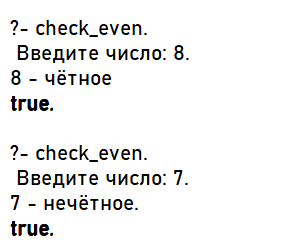 ?- check_even.
Введите число: 8.
8 - чётное
true.
?- check_even.
Введите число: 7.
7 - нечётное.
true.